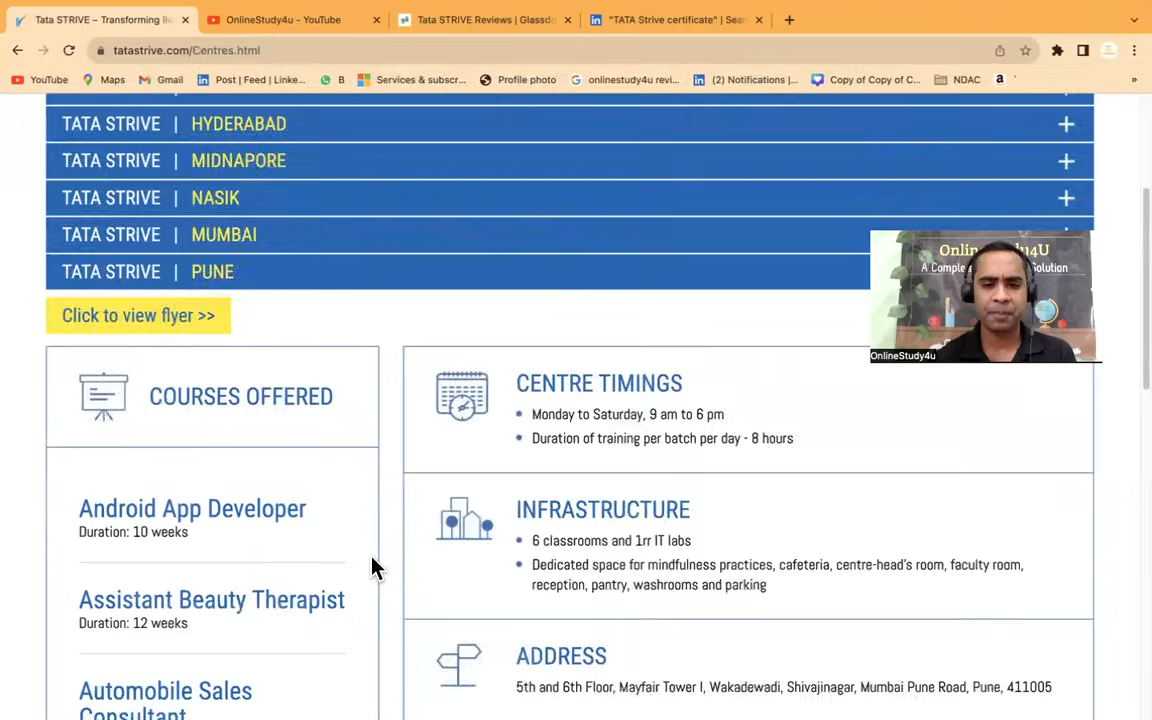 Tata STRIVE – Transforming liv
OnlineStudy4u - YouTube
Tata STRIVE Reviews | Glassdo
"TATA Strive certificate" | Sear
tatastrive.com/Centres.html
YouTube
Maps
Gmail
Post | Feed | Linke...
B
Services & subscr...
Profile photo
onlinestudy4u revi...
(2) Notifications |...
Copy of Copy of C...
NDAC
TATA STRIVE | HYDERABAD
TATA STRIVE | MIDNAPORE
TATA STRIVE | NASIK
TATA STRIVE | MUMBAI
TATA STRIVE | PUNE
Click to view flyer >>
COURSES OFFERED
Android App Developer
Duration: 10 weeks
Assistant Beauty Therapist
Duration: 12 weeks
Automobile Sales
Consultant
CENTRE TIMINGS
Monday to Saturday, 9 am to 6 pm
Duration of training per batch per day - 8 hours
INFRASTRUCTURE
6 classrooms and 1rr IT labs
Dedicated space for mindfulness practices, cafeteria, centre-head's room, faculty room,
reception, pantry, washrooms and parking
ADDRESS
5th and 6th Floor, Mayfair Tower I, Wakadewadi, Shivajinagar, Mumbai Pune Road, Pune, 411005
OnlineStudy4u